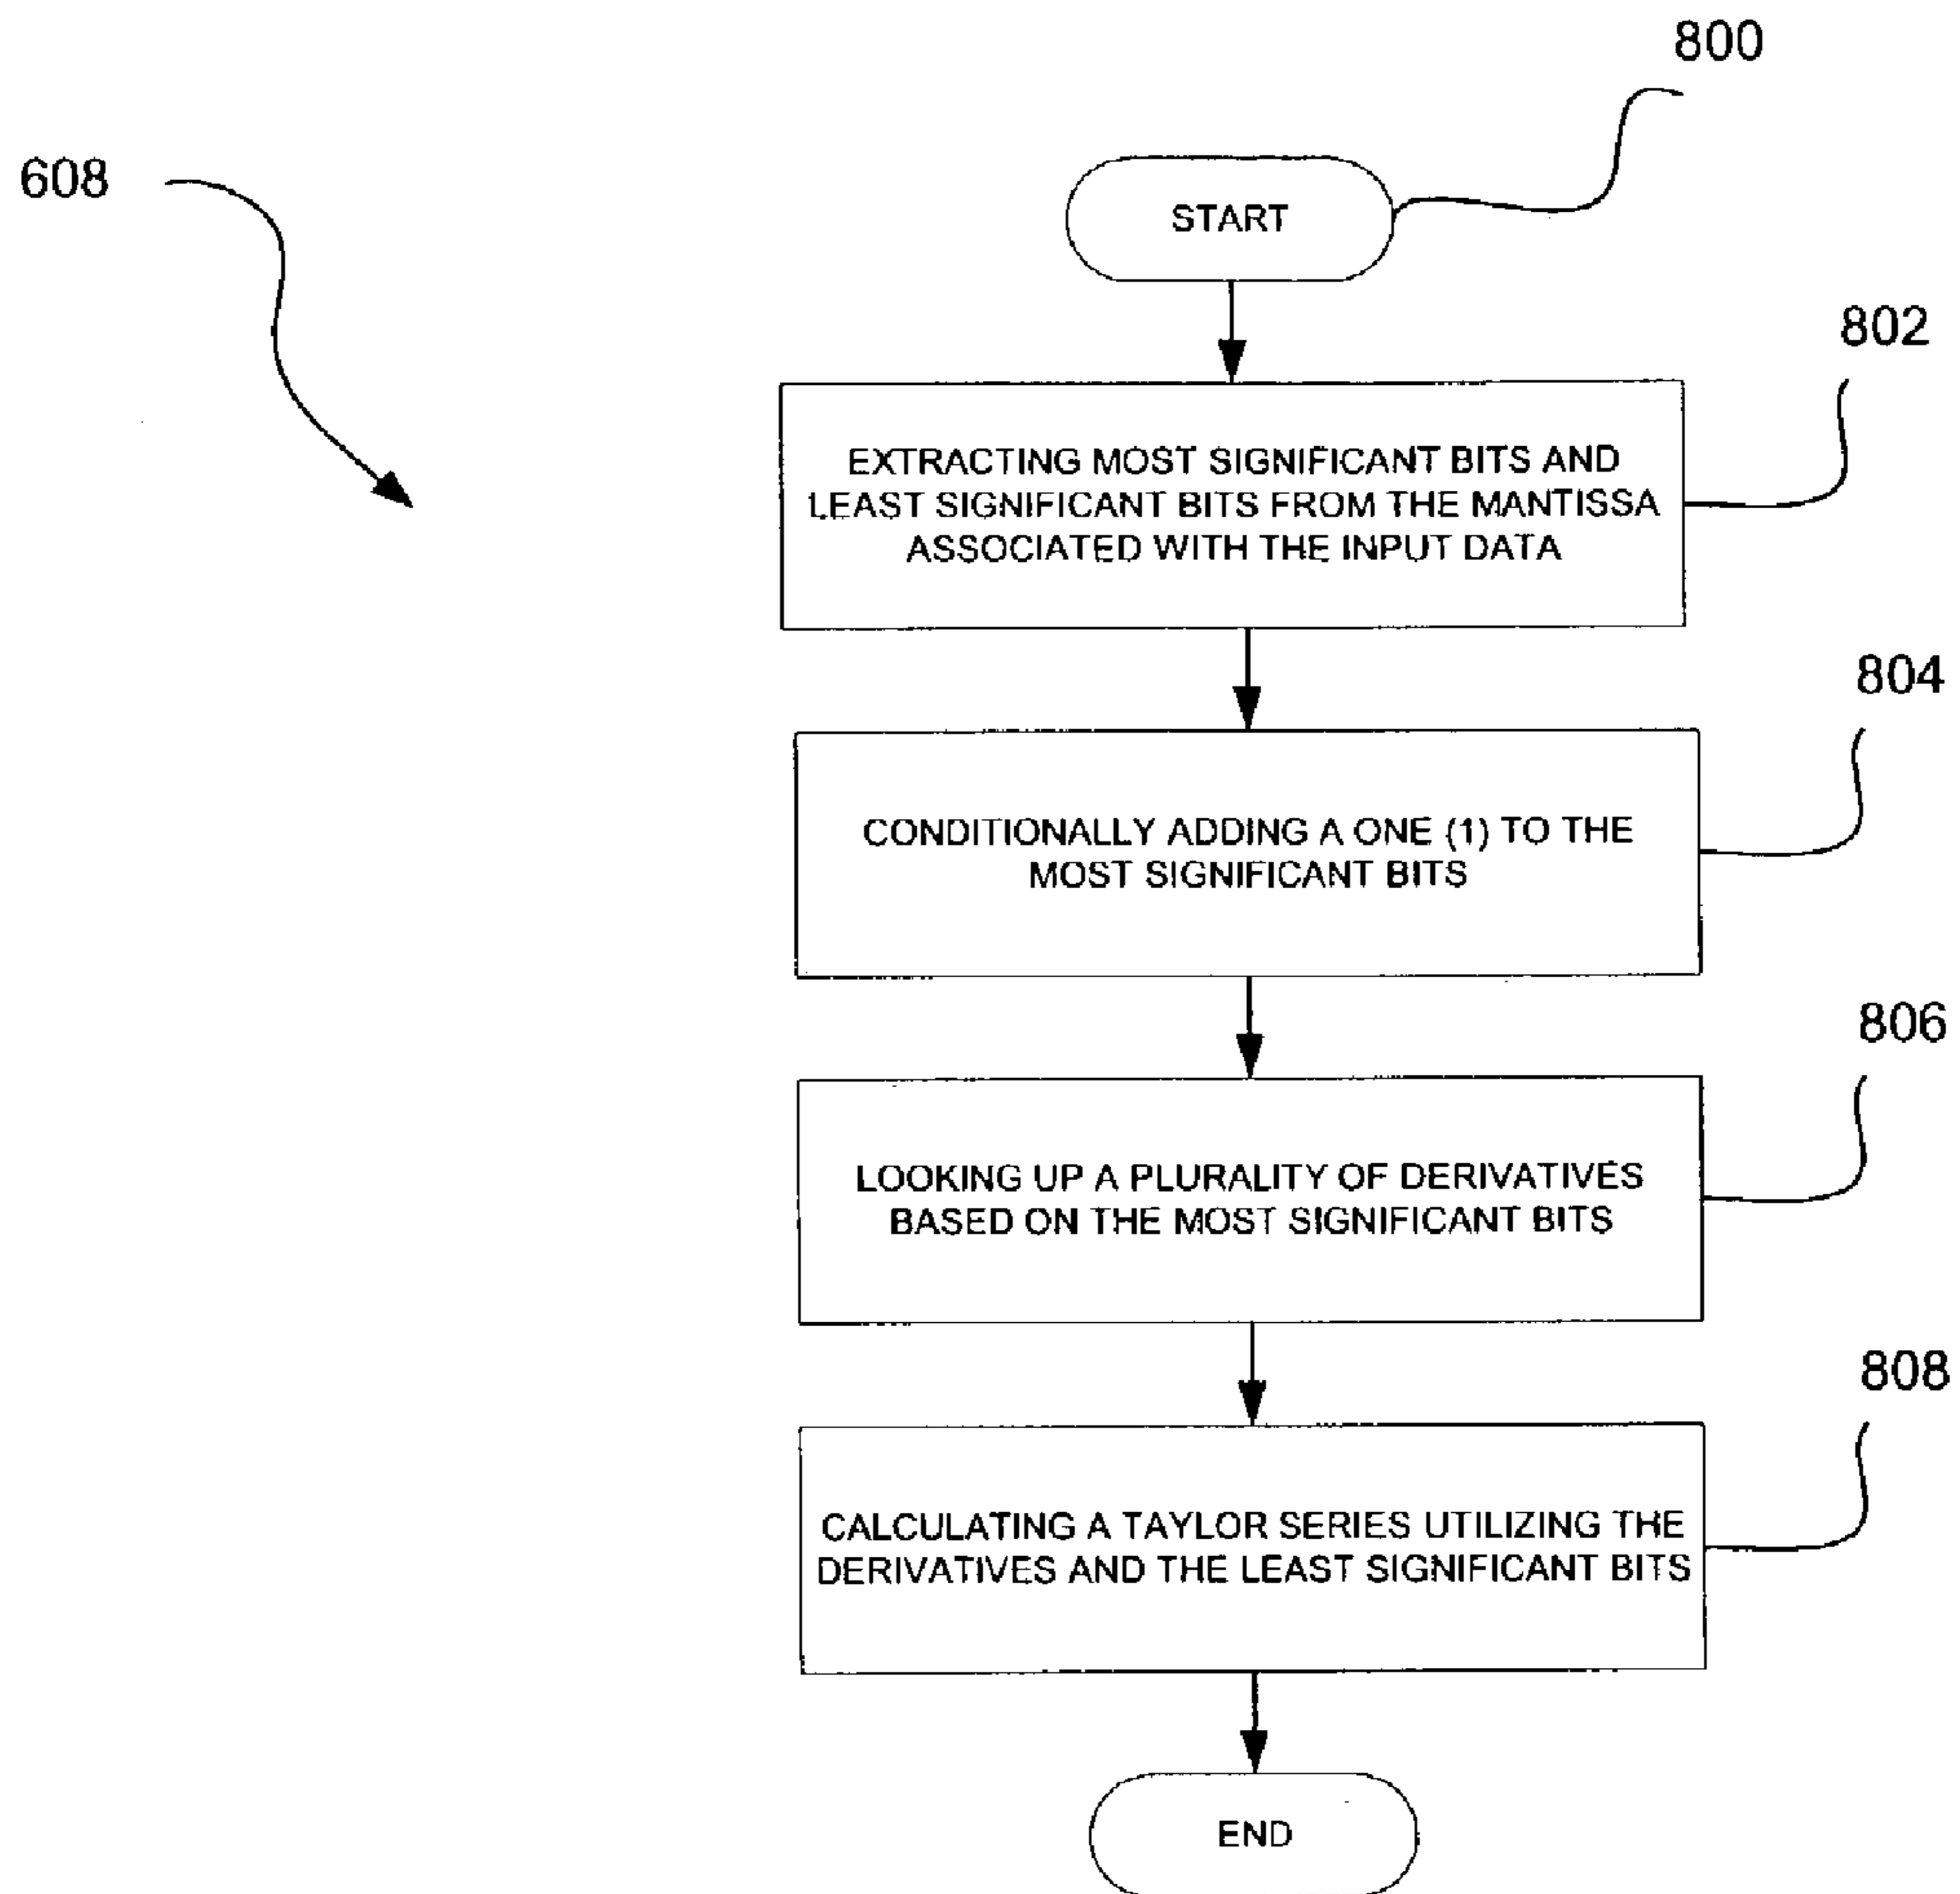 800
608
START
802
EXTRACTING MOST SIGNIFICANT BITS AND
LEAST SIGNIFICANT BITS FROM THE MANTISSA
ASSOCIATED WITH THE INPUT DATA
804
CONDITIONALLY ADDING A ONE (1) TO THE
MOST SIGNIFICANT BITS
806
LOOKING UP A PLURALITY OF DERIVATIVES
BASED ON THE MOST SIGNIFICANT BITS
808
CALCULATING A TAYLOR SERIES UTILIZING THE
DERIVATIVES AND THE LEAST SIGNIFICANT BITS
END